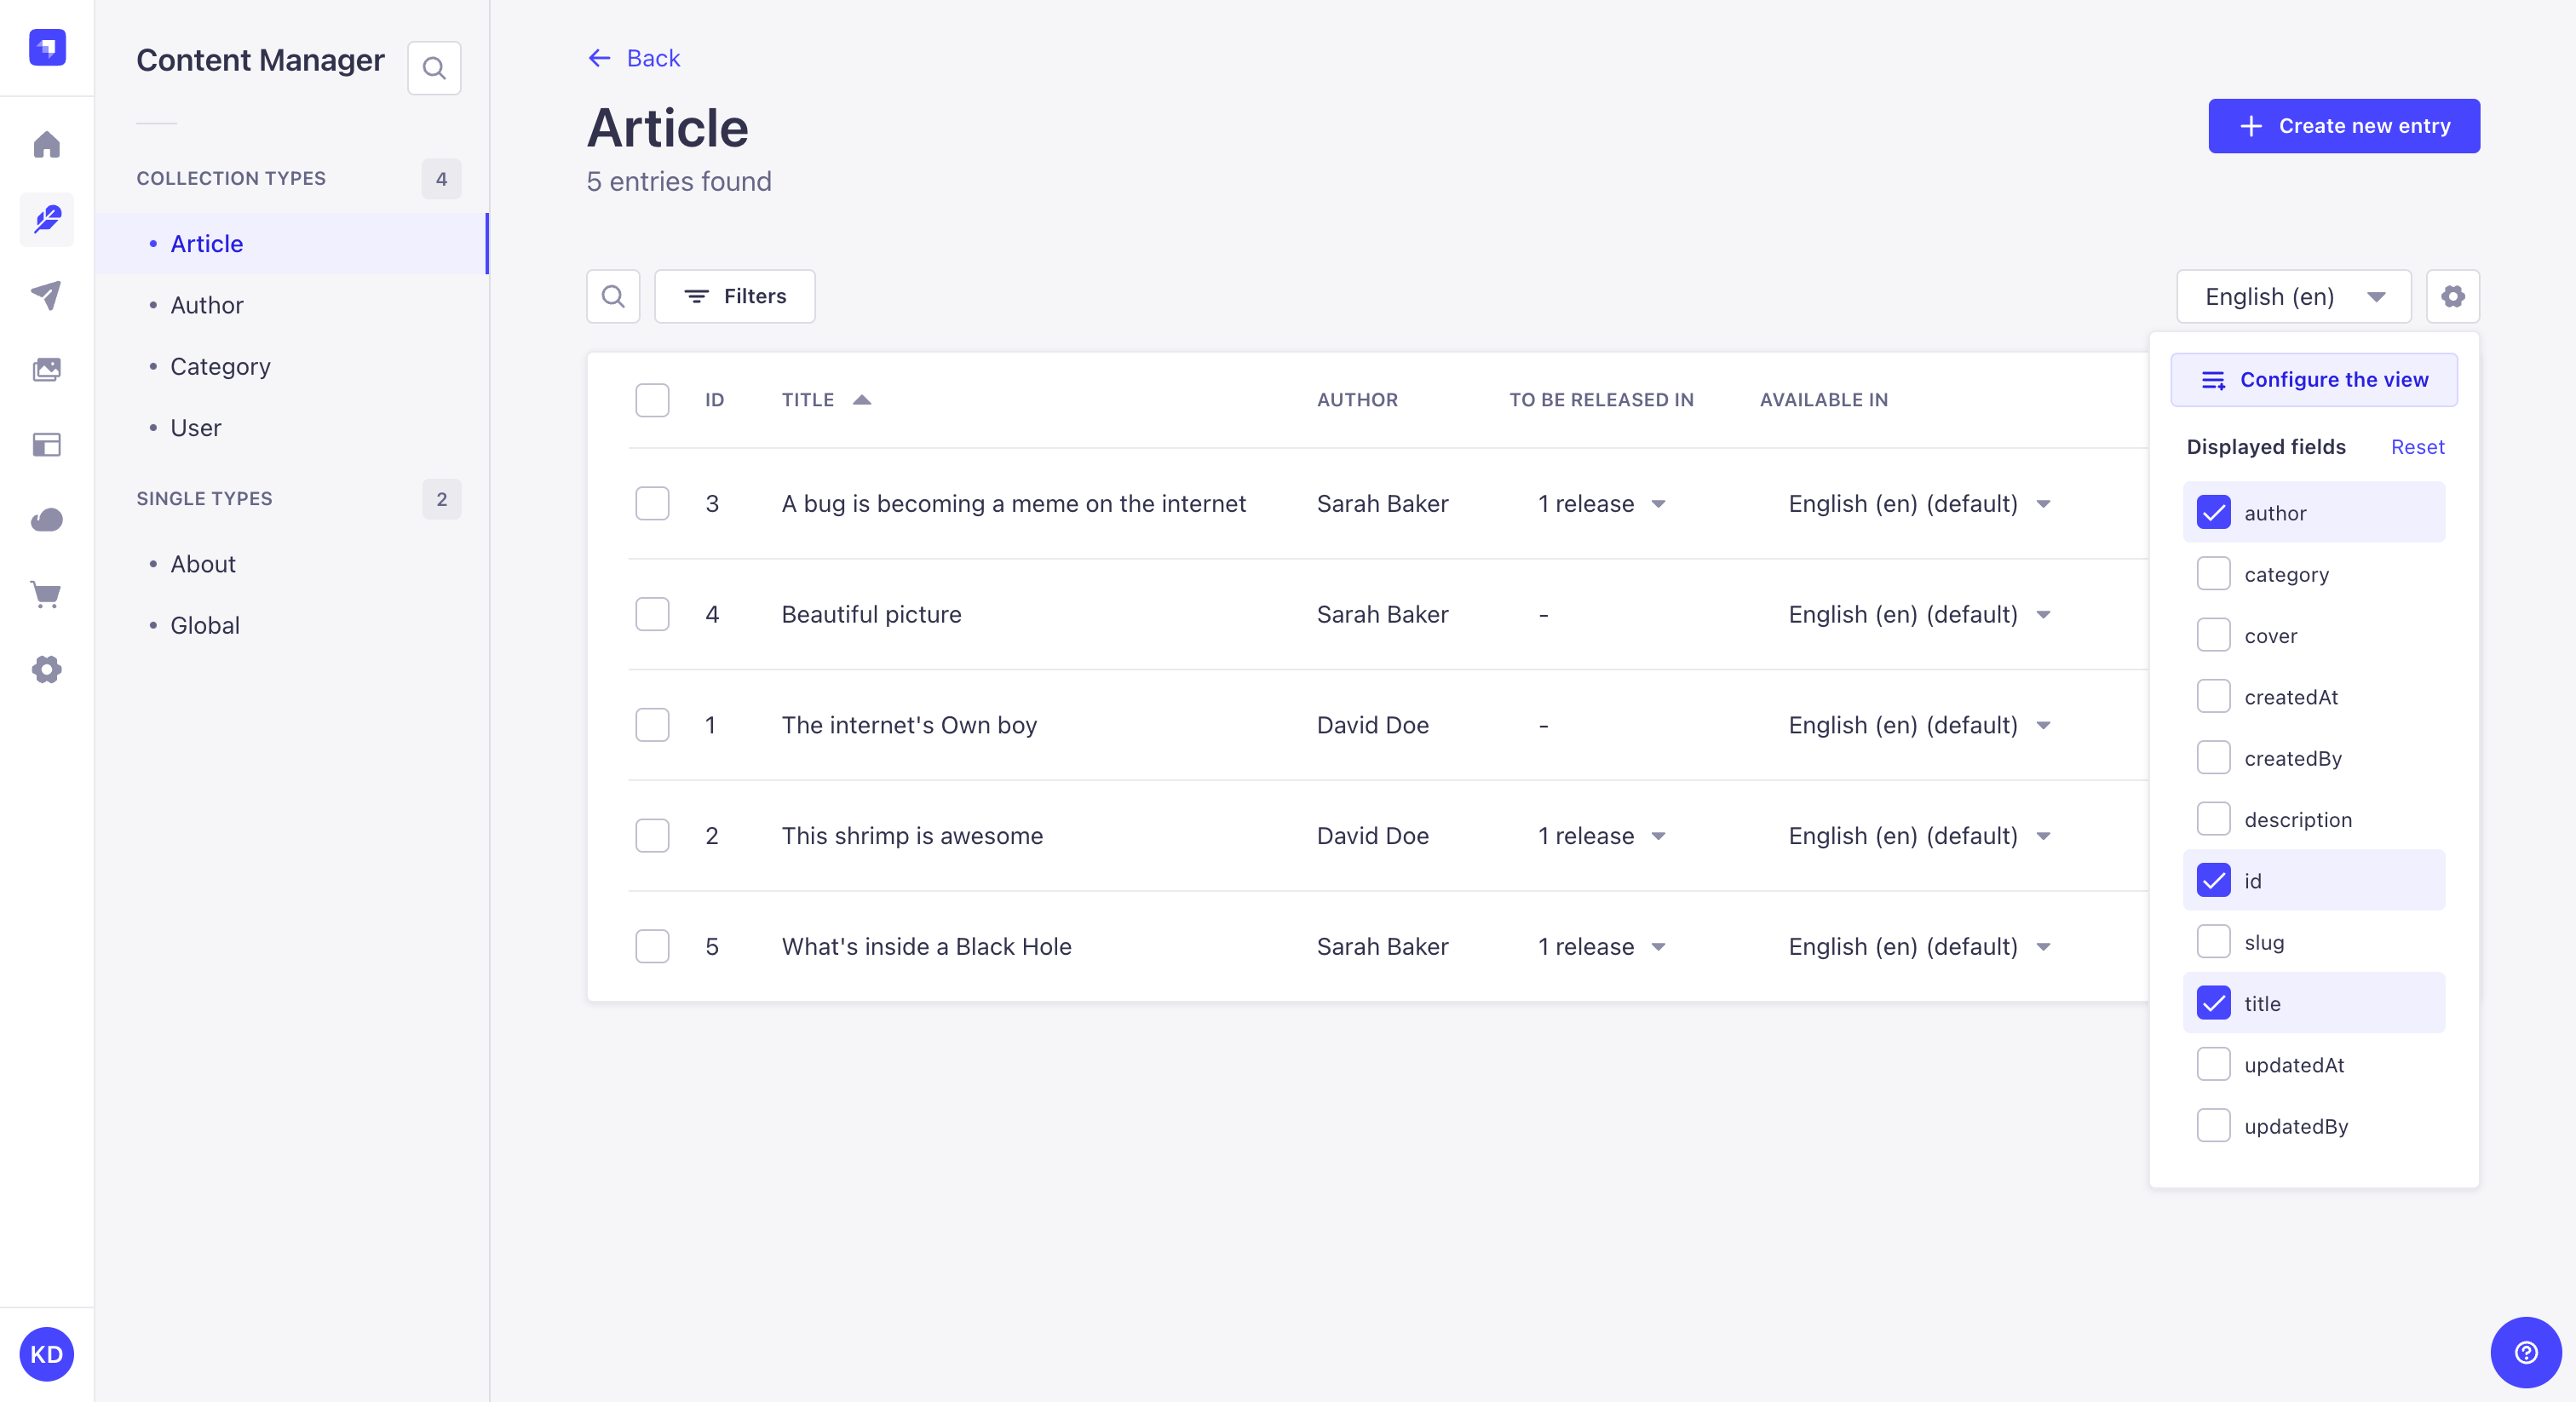 Content Manager
COLLECTION TYPES 4
Article
Author
Category
User
SINGLE TYPES 2
About
Global
KD
Back
Article
5 entries found
Create new entry
Filters
English (en)
ID TITLE AUTHOR TO BE RELEASED IN AVAILABLE IN
3 A bug is becoming a meme on the internet Sarah Baker 1 release English (en) (default)
4 Beautiful picture Sarah Baker - English (en) (default)
1 The internet's Own boy David Doe - English (en) (default)
2 This shrimp is awesome David Doe 1 release English (en) (default)
5 What's inside a Black Hole Sarah Baker 1 release English (en) (default)
Configure the view
Displayed fields Reset
author
category
cover
createdAt
createdBy
description
id
slug
title
updatedAt
updatedBy